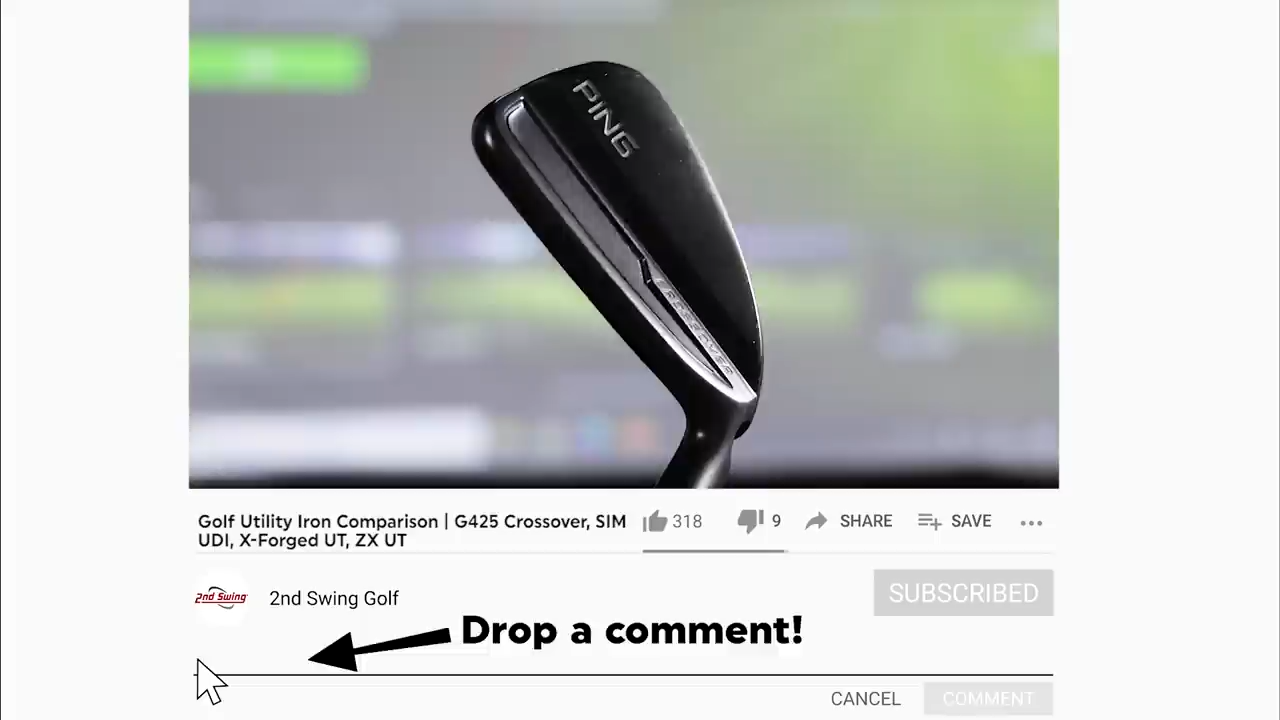 PING
CROSSOVER
Golf Utility Iron Comparison | G425 Crossover, SIM
UDI, X-Forged UT, ZX UT
318
9
SHARE
SAVE
2nd Swing
2nd Swing Golf
SUBSCRIBED
Drop a comment!
CANCEL
COMMENT